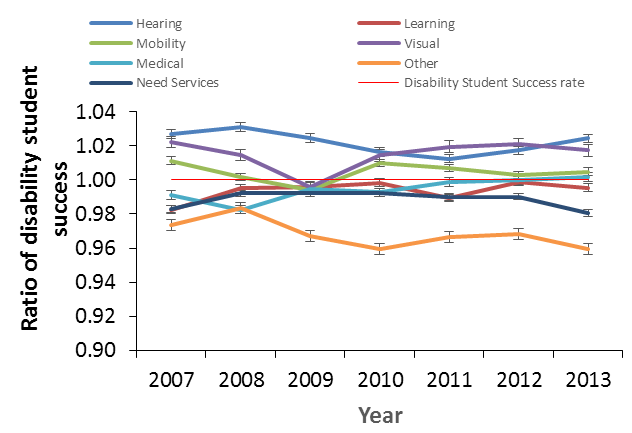 Hearing Learning
Mobility Visual
Medical Other
Need Services Disability Student Success rate
Ratio of disability student
success
1.04
1.02
1.00
0.98
0.96
0.94
0.92
0.90
2007 2008 2009 2010 2011 2012 2013
Year